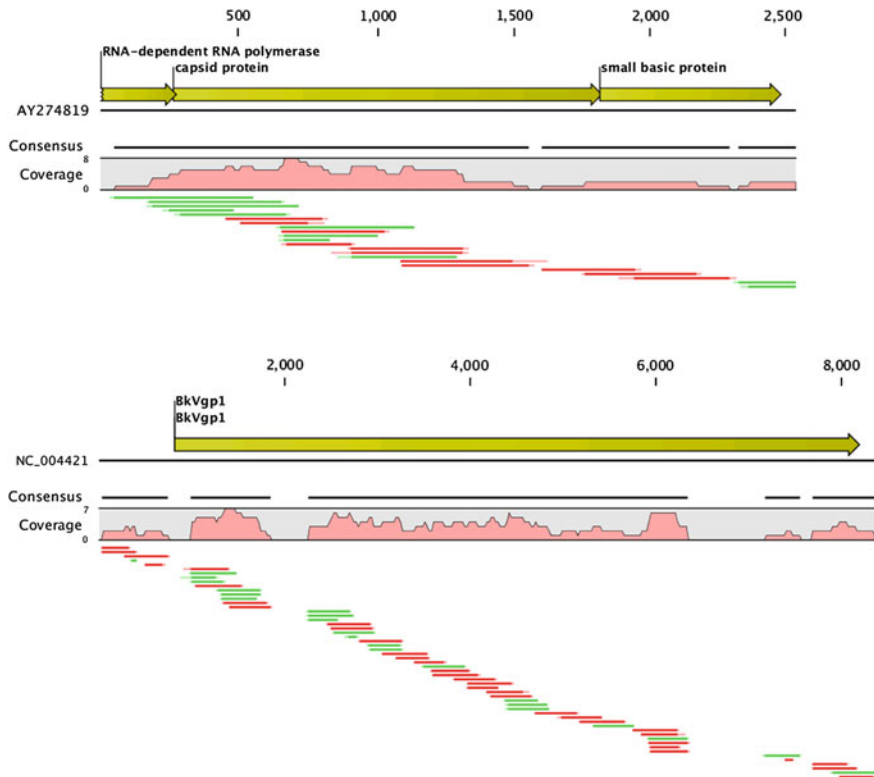 500 1,000 1,500 2,000 2,500
RNA-dependent RNA polymerase
capsid protein
small basic protein
AY274819
Consensus
8
Coverage
0
2,000 4,000 6,000 8,000
BkVgp1
BkVgp1
NC_004421
Consensus
7
Coverage
0